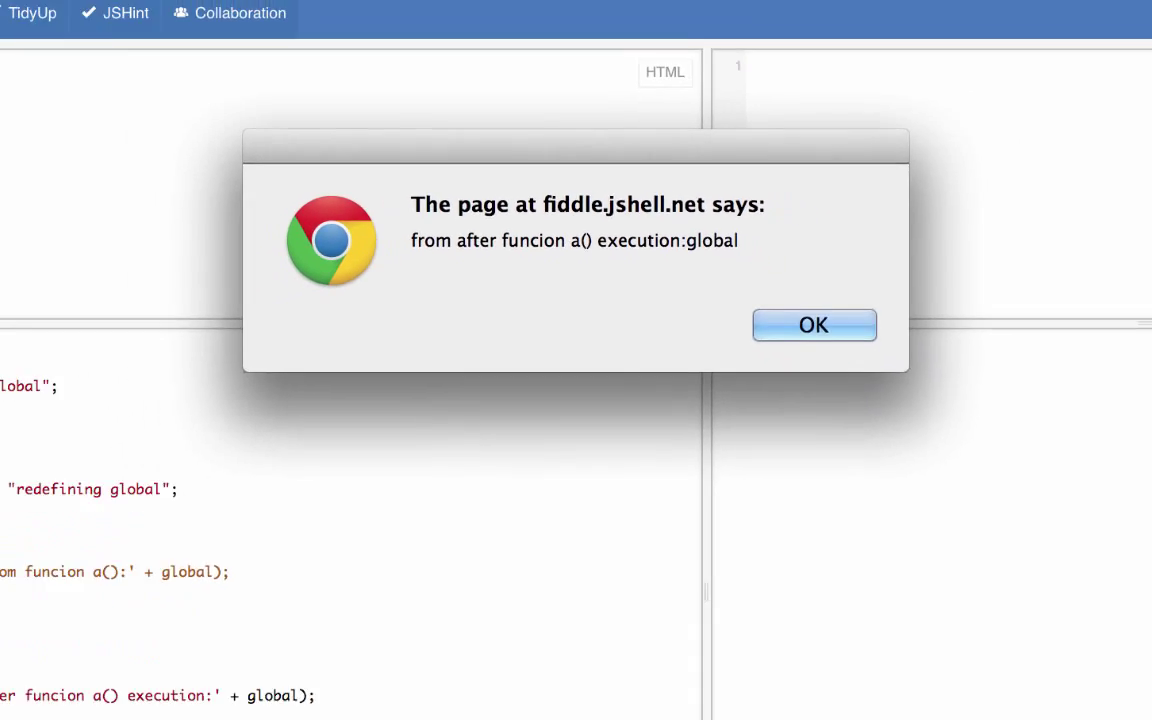 TidyUp JSHint Collaboration
HTML
1
The page at fiddle.jshell.net says:
from after funcion a() execution:global
OK
lobal";
"redefining global";
om funcion a():' + global);
er funcion a() execution:' + global);